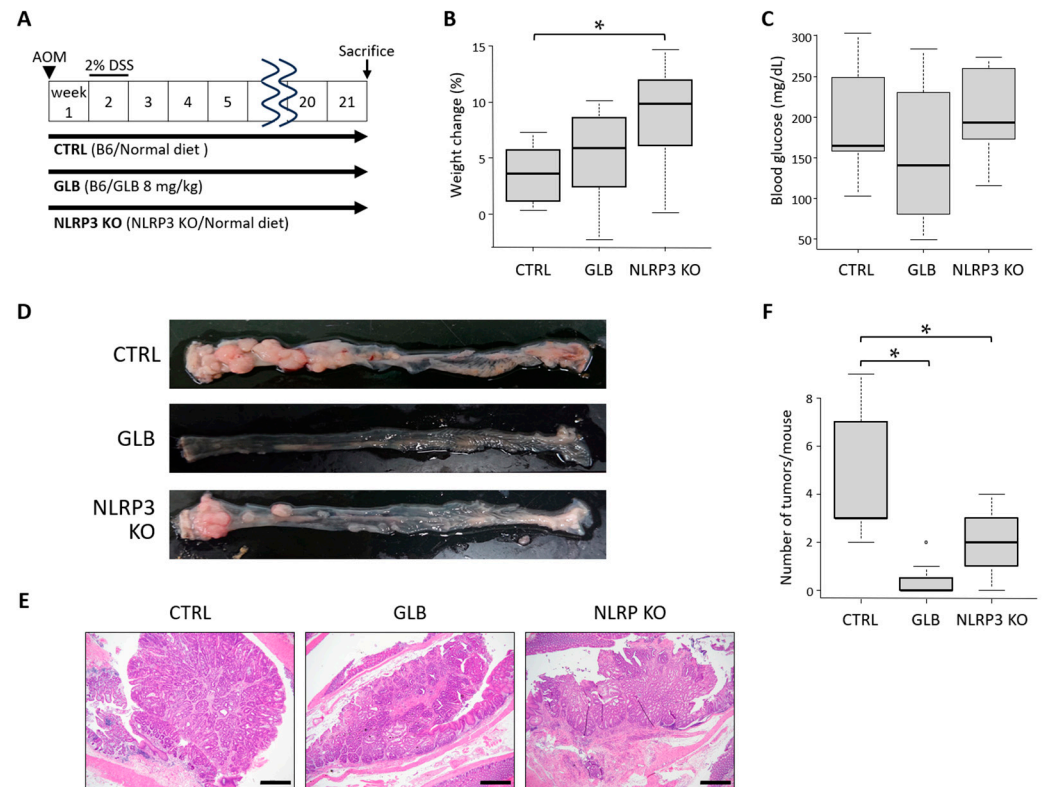 A
AOM
2% DSS
Sacrifice
week
1 2 3 4 5 20 21
CTRL (B6/Normal diet )
GLB (B6/GLB 8 mg/kg)
NLRP3 KO (NLRP3 KO/Normal diet)
B
*
Weight change (%)
15
10
5
0
CTRL GLB NLRP3 KO
C
Blood glucose (mg/dL)
300
250
200
150
100
50
CTRL GLB NLRP3 KO
D
CTRL
GLB
NLRP3
KO
E
CTRL GLB NLRP KO
F
*
*
Number of tumors/mouse
8
6
4
2
0
CTRL GLB NLRP3 KO